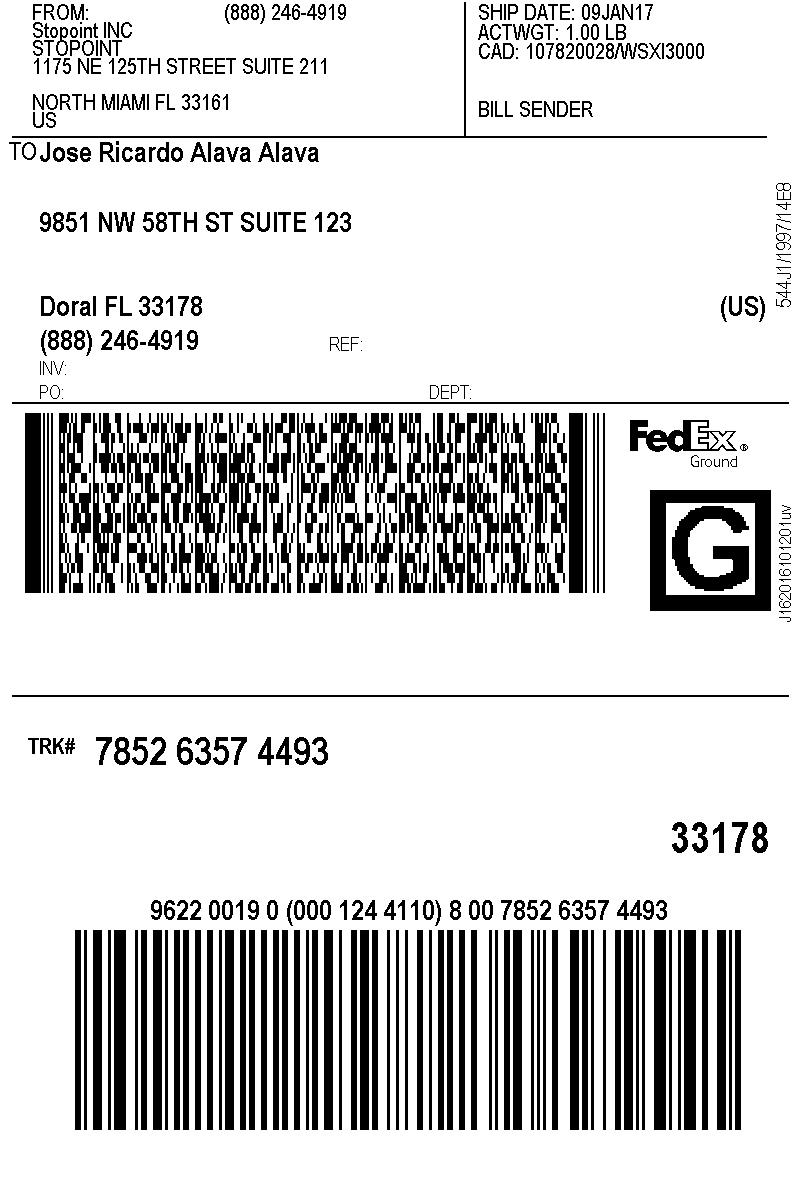 FROM: (888) 246-4919
Stopoint INC
STOPOINT
1175 NE 125TH STREET SUITE 211
NORTH MIAMI FL 33161
US
SHIP DATE: 09JAN17
ACTWGT: 1.00 LB
CAD: 107820028/WSXI3000
BILL SENDER
TO Jose Ricardo Alava Alava
9851 NW 58TH ST SUITE 123
Doral FL 33178 (US)
(888) 246-4919 REF:
INV:
PO: DEPT:
544J1/1997/14E8
FedEx®
Ground
G
J162016101201uv
TRK# 7852 6357 4493
33178
9622 0019 0 (000 124 4110) 8 00 7852 6357 4493